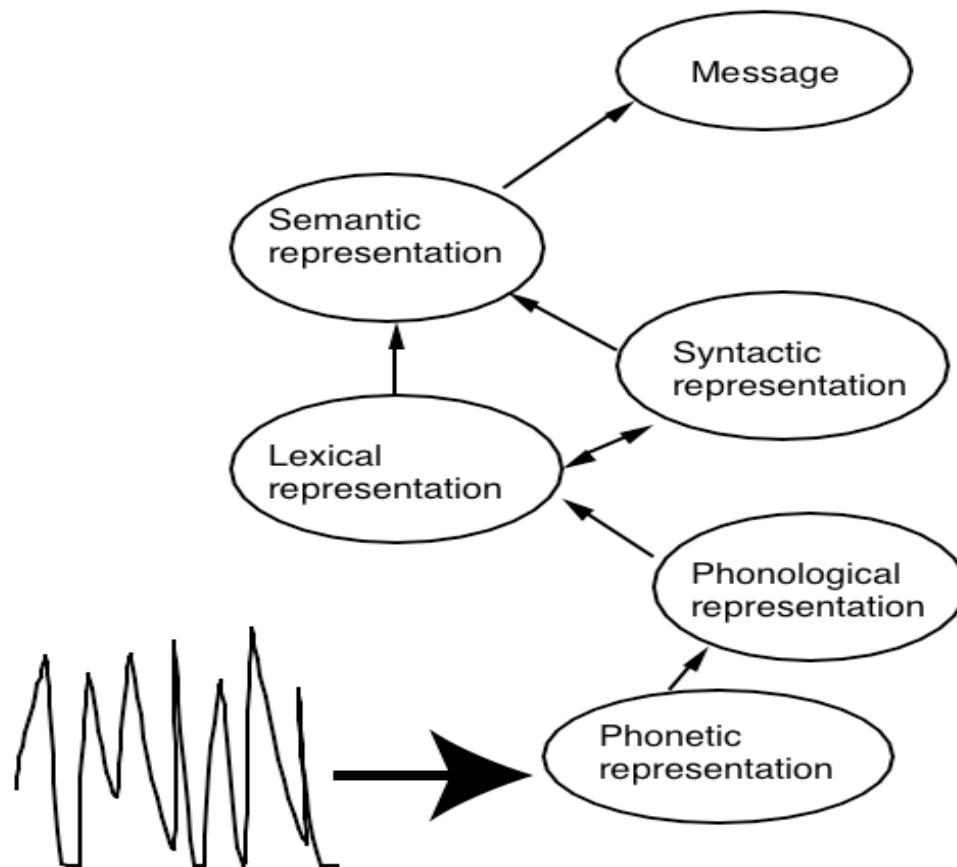 Message
Semantic
representation
Syntactic
representation
Lexical
representation
Phonological
representation
Phonetic
representation